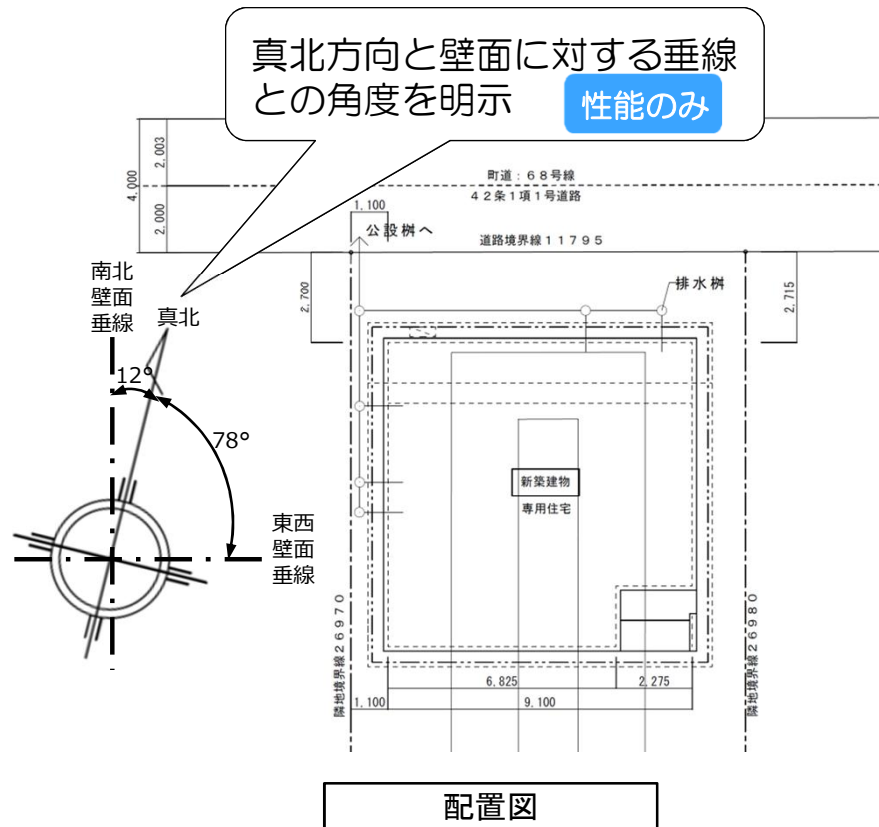 真北方向と壁面に対する垂線
との角度を明示
性能のみ
2,003
4,000
2,000
町道：６８号線
４２条１項１号道路
1,100
公設桝へ
道路境界線１１７９５
南北
壁面
垂線
真北
2,700
排水桝
2,715
12°
78°
新築建物
専用住宅
東西
壁面
垂線
隣地境界線２６９７０
隣地境界線２６９８０
6,825
2,275
1,100
9,100
配置図